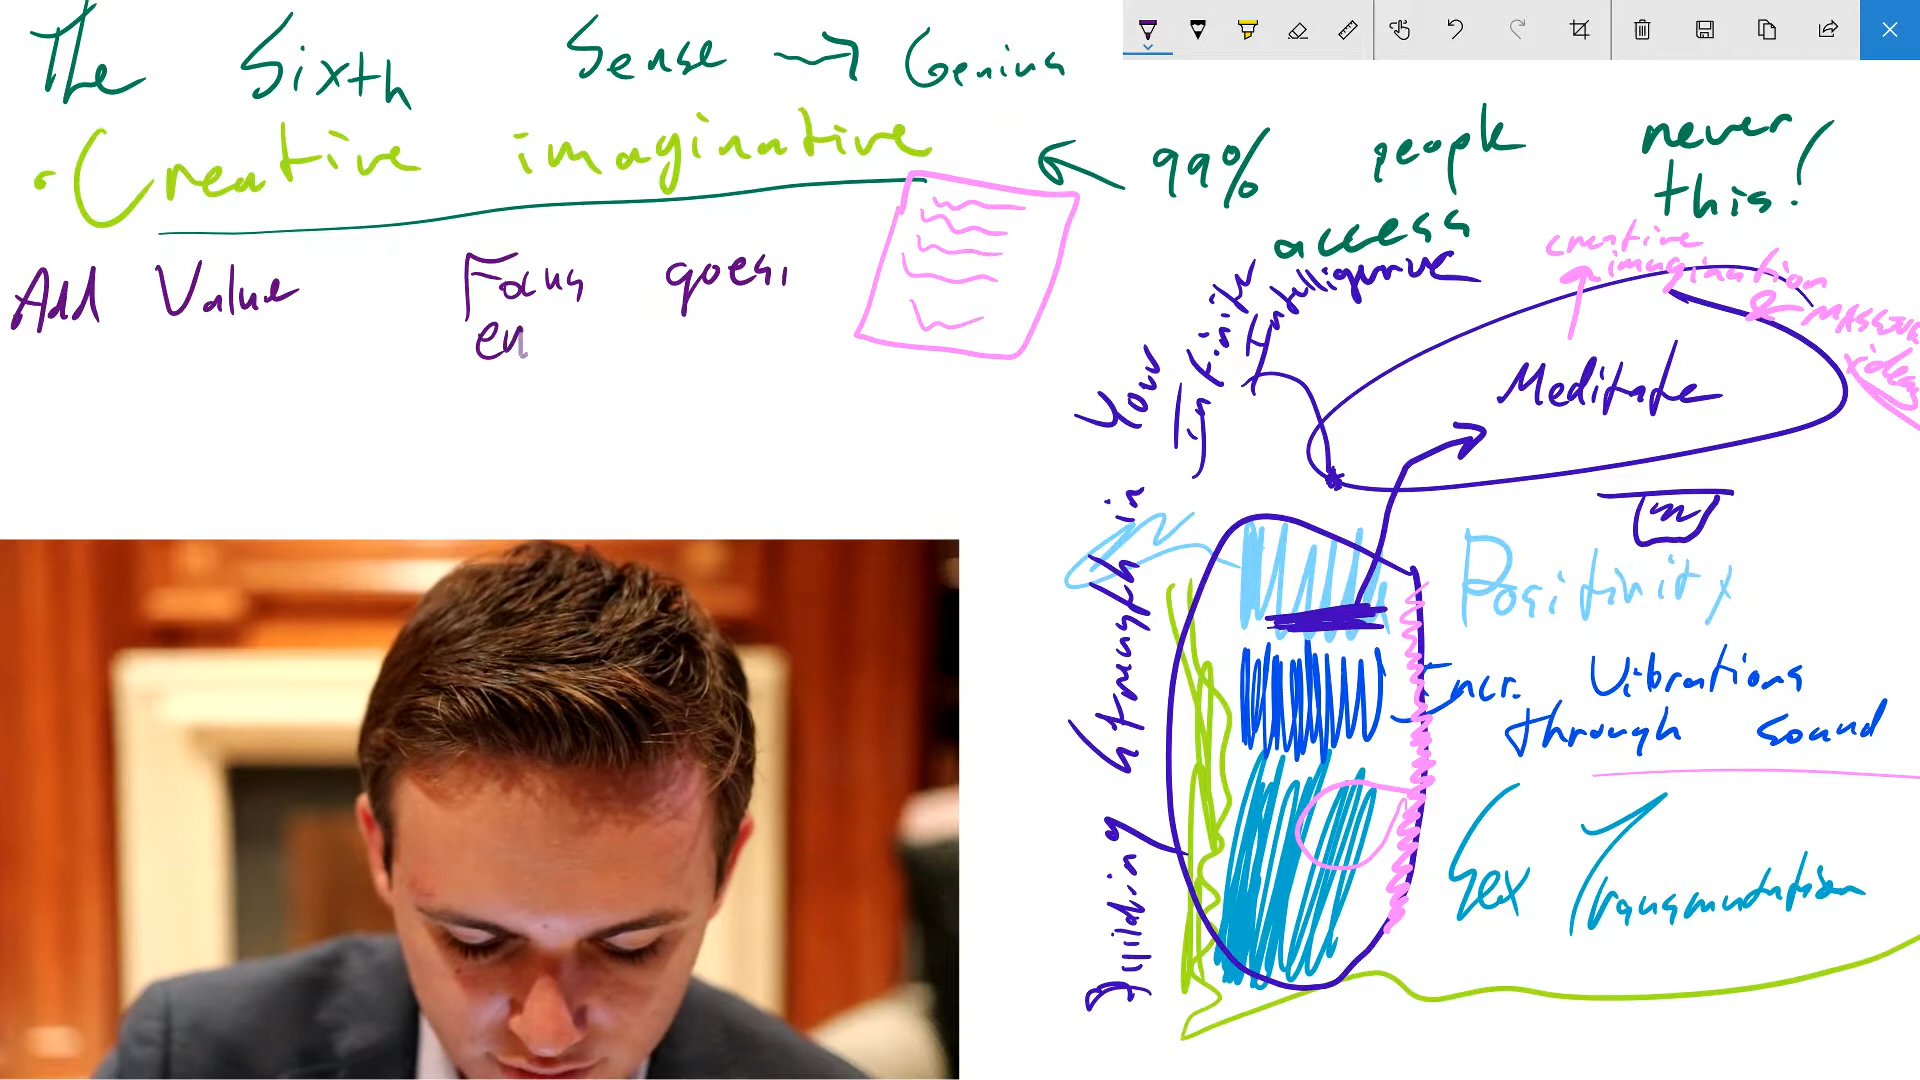 The Sixth Sense → Genius
• Creative imaginative
← 99% people never
access this!
Add Value
Focus goes,
en
creative
imagination
& MASSIVE
ideas
Your Infinite
Intelligence
Meditate
Building Strength in
Positivity
Incr. Vibrations
through sound
Sex Transmutation